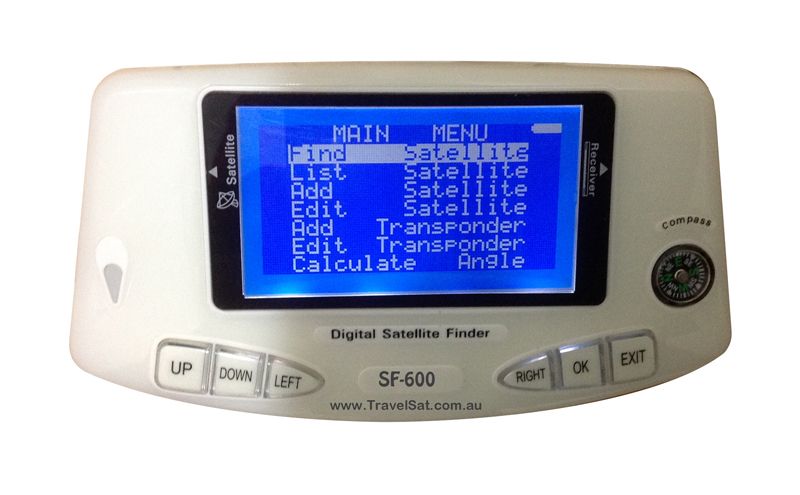 MAIN MENU
Find Satellite
List Satellite
Add Satellite
Edit Satellite
Add Transponder
Edit Transponder
Calculate Angle
Satellite
Receiver
Compass
Digital Satellite Finder
UP
DOWN
LEFT
SF-600
RIGHT
OK
EXIT
www.TravelSat.com.au